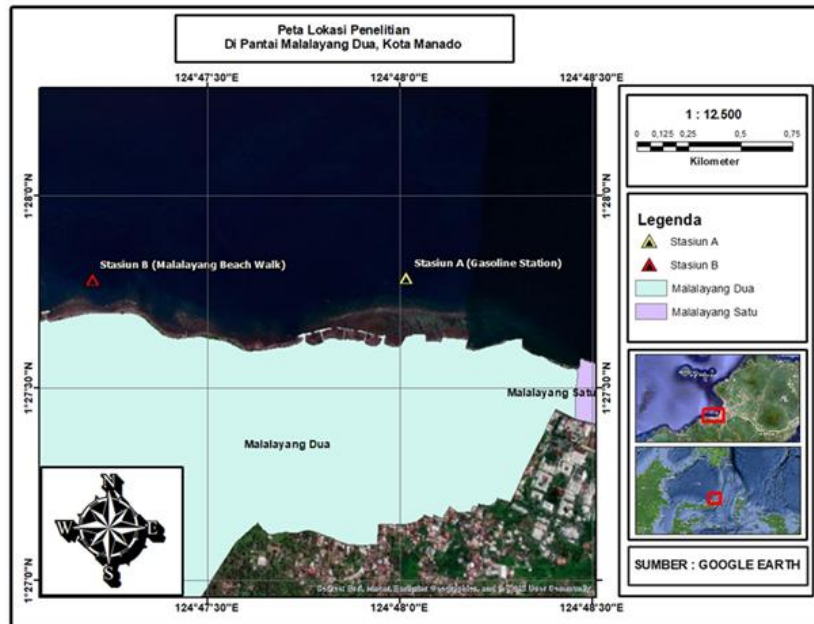 Peta Lokasi Penelitian
Di Pantai Malalayang Dua, Kota Manado
124°47'30"E 124°48'0"E 124°48'30"E
1°28'0"N
1°27'30"N
1°27'0"N
Stasiun B (Malalayang Beach Walk)
Stasiun A (Gasoline Station)
Malalayang Satu
Malalayang Dua
N
W E
S
124°47'30"E 124°48'0"E 124°48'30"E
1°28'0"N
1°27'30"N
1°27'0"N
1 : 12.500
0 0,125 0,25 0,5 0,75
Kilometer
Legenda
Stasiun A
Stasiun B
Malalayang Dua
Malalayang Satu
SUMBER : GOOGLE EARTH